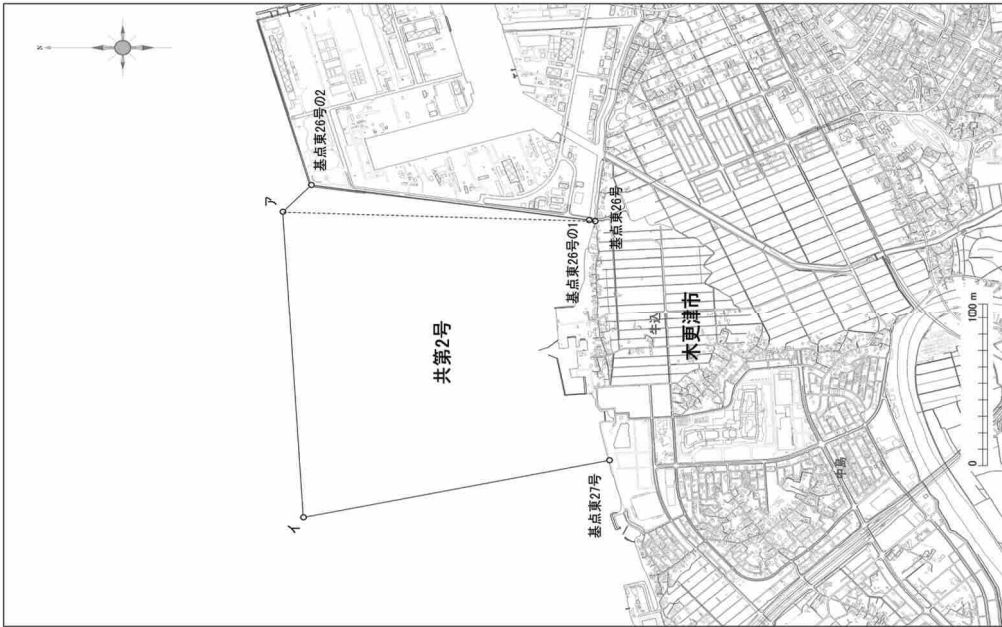 N
ア
基点東26号の2
イ
共第2号
基点東26号の1
基点東26号
基点東27号
牛込
木更津市
中島
0
100 m